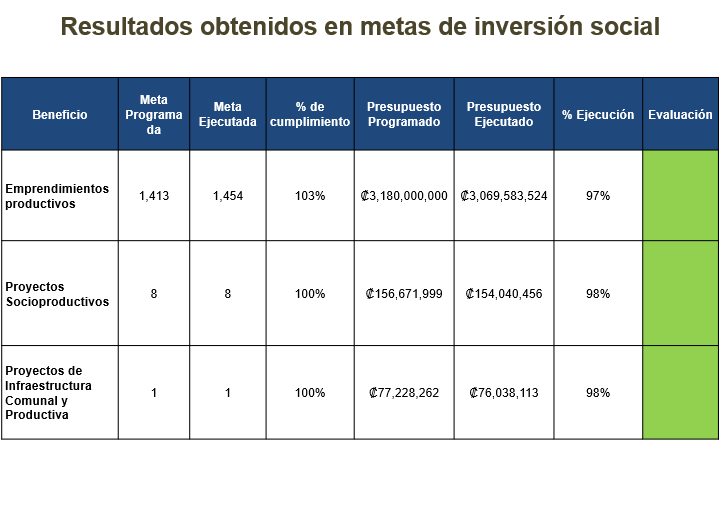 Resultados obtenidos en metas de inversión social
Beneficio
Meta
Programa
da
Meta
Ejecutada
% de
cumplimiento
Presupuesto
Programado
Presupuesto
Ejecutado
% Ejecución
Evaluación
Emprendimientos
productivos
1,413
1,454
103%
₡3,180,000,000
₡3,069,583,524
97%
Proyectos
Socioproductivos
8
8
100%
₡156,671,999
₡154,040,456
98%
Proyectos de
Infraestructura
Comunal y
Productiva
1
1
100%
₡77,228,262
₡76,038,113
98%